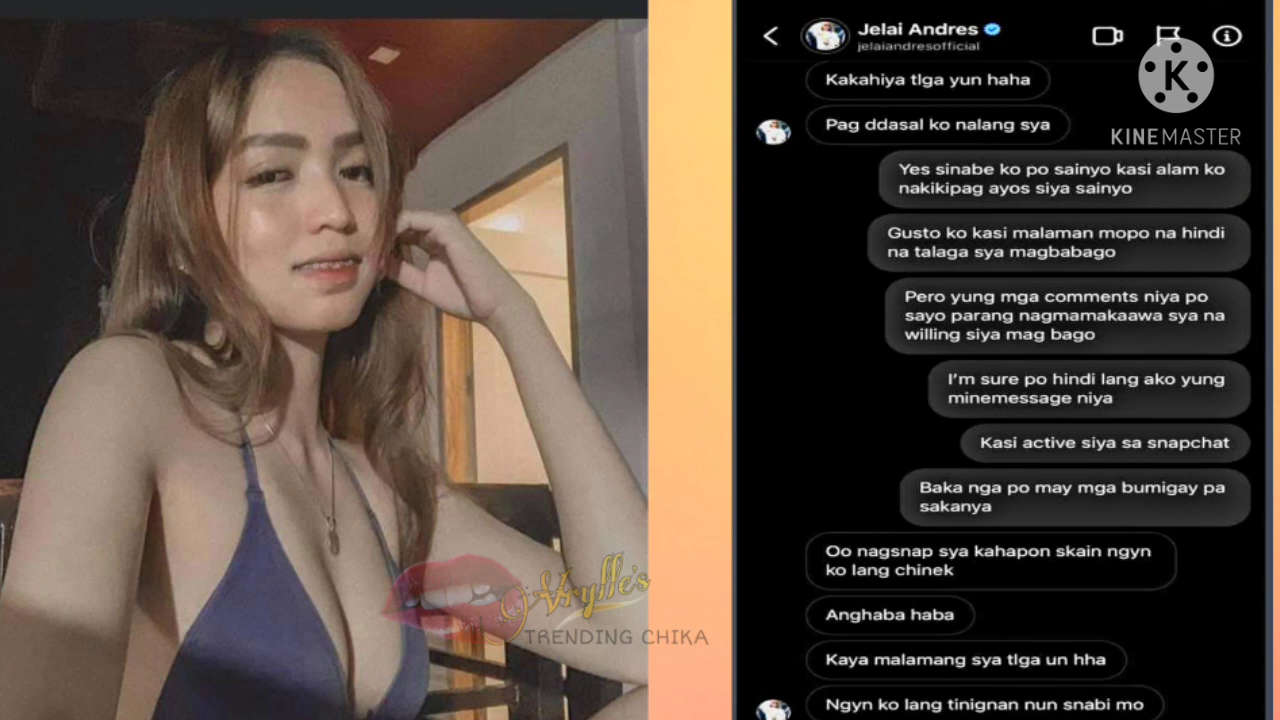 Jelai Andres
jelaiandresofficial
Kakahiya tlga yun haha
K
KINEMASTER
Pag ddasal ko nalang sya
Yes sinabe ko po sainyo kasi alam ko
nakikipag ayos siya sainyo
Gusto ko kasi malaman mopo na hindi
na talaga sya magbabago
Pero yung mga comments niya po
sayo parang nagmamakaawa sya na
willing siya mag bago
I'm sure po hindi lang ako yung
minemessage niya
Kasi active siya sa snapchat
Baka nga po may mga bumigay pa
sakanya
Oo nagsnap sya kahapon skain ngyn
ko lang chinek
Anghaba haba
Kaya malamang sya tlga un hha
Ngyn ko lang tinignan nun snabi mo
Vrylle's
TRENDING CHIKA